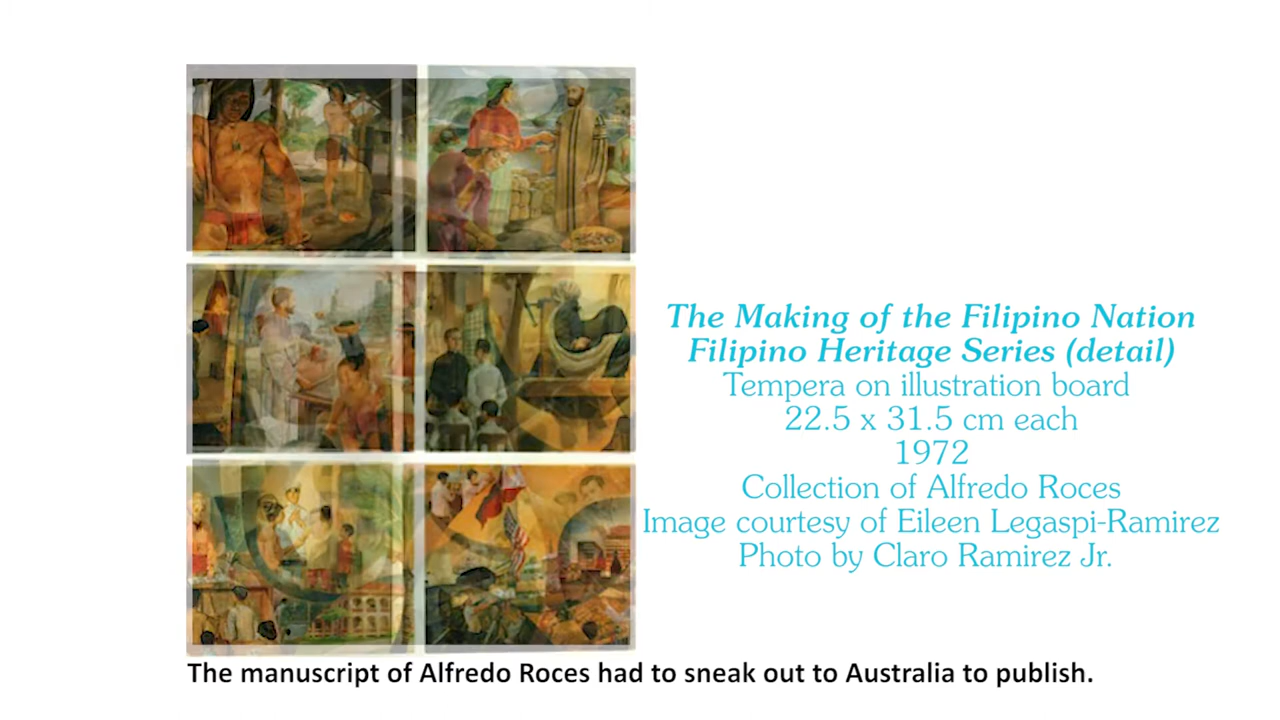 The Making of the Filipino Nation
Filipino Heritage Series (detail)
Tempera on illustration board
22.5 x 31.5 cm each
1972
Collection of Alfredo Roces
Image courtesy of Eileen Legaspi-Ramirez
Photo by Claro Ramirez Jr.
The manuscript of Alfredo Roces had to sneak out to Australia to publish.